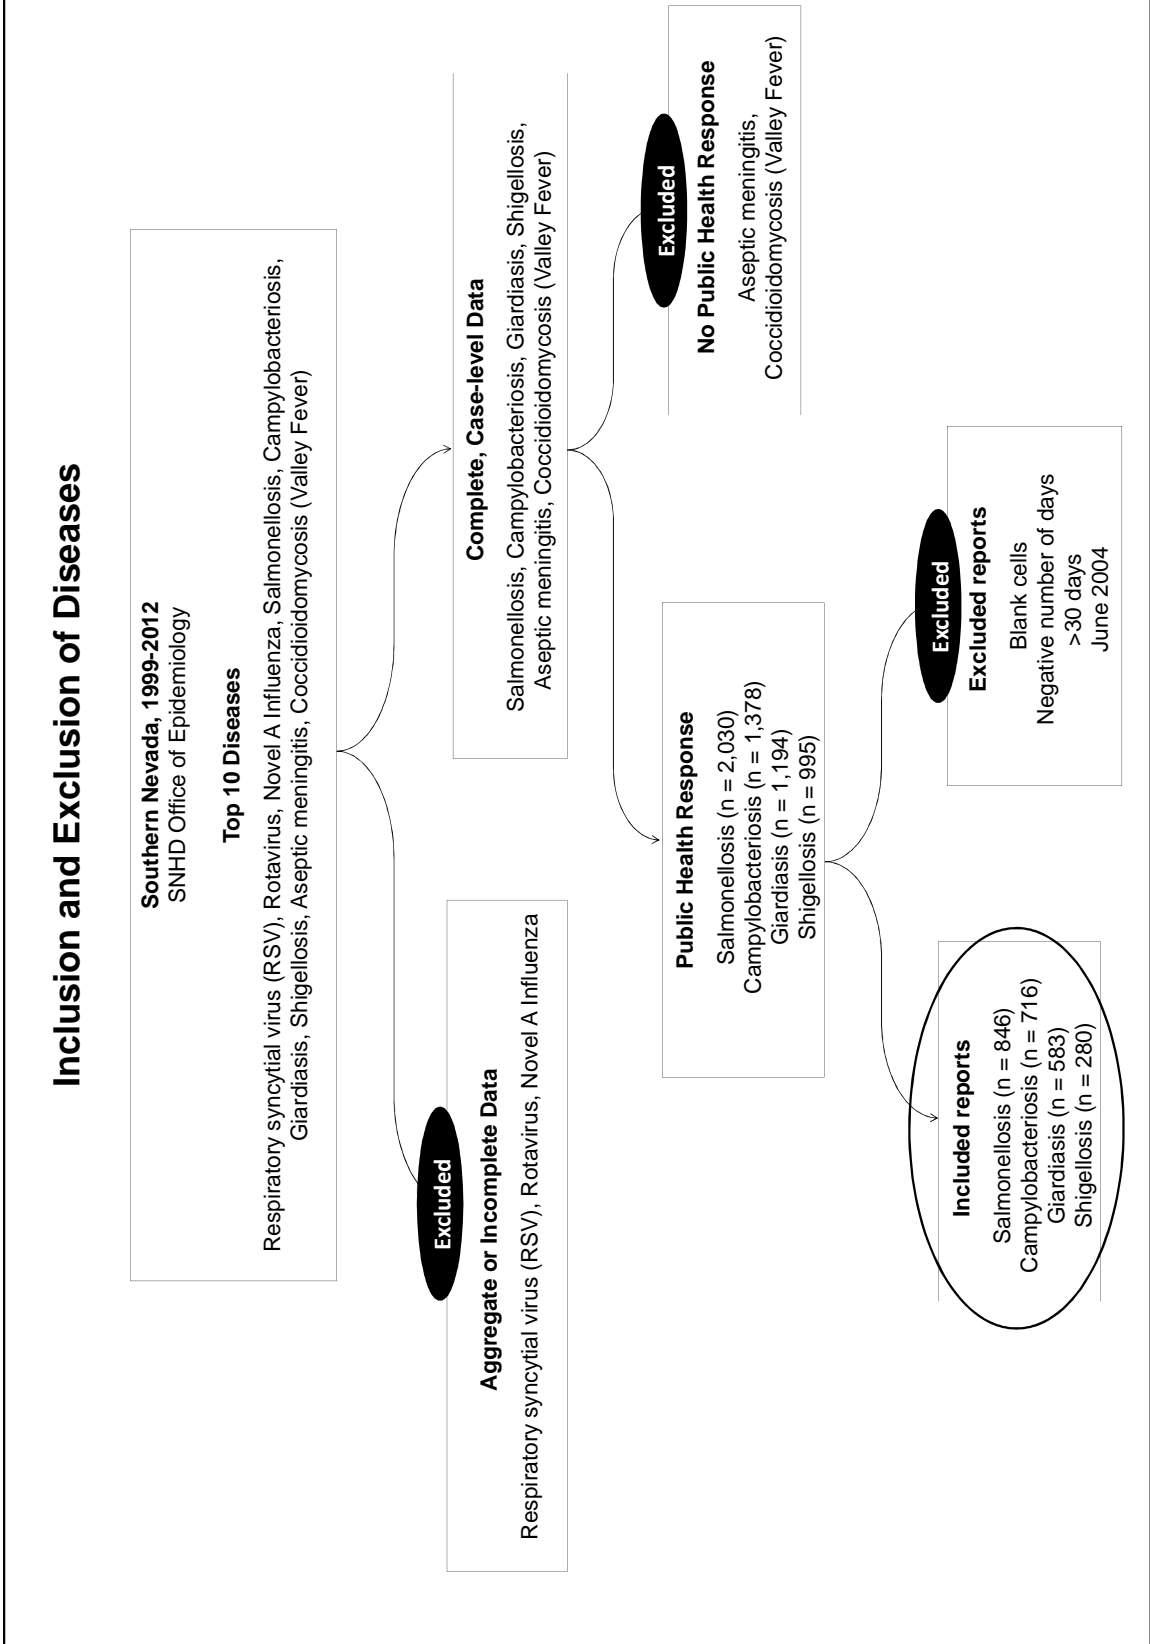 Inclusion and Exclusion of Diseases
Southern Nevada, 1999-2012
SNHD Office of Epidemiology
Top 10 Diseases
Respiratory syncytial virus (RSV), Rotavirus, Novel A Influenza, Salmonellosis, Campylobacteriosis,
Giardiasis, Shigellosis, Aseptic meningitis, Coccidioidomycosis (Valley Fever)
Excluded
Aggregate or Incomplete Data
Respiratory syncytial virus (RSV), Rotavirus, Novel A Influenza
Complete, Case-level Data
Salmonellosis, Campylobacteriosis, Giardiasis, Shigellosis,
Aseptic meningitis, Coccidioidomycosis (Valley Fever)
Public Health Response
Salmonellosis (n = 2,030)
Campylobacteriosis (n = 1,378)
Giardiasis (n = 1,194)
Shigellosis (n = 995)
Excluded
No Public Health Response
Aseptic meningitis,
Coccidioidomycosis (Valley Fever)
Included reports
Salmonellosis (n = 846)
Campylobacteriosis (n = 716)
Giardiasis (n = 583)
Shigellosis (n = 280)
Excluded
Excluded reports
Blank cells
Negative number of days
>30 days
June 2004